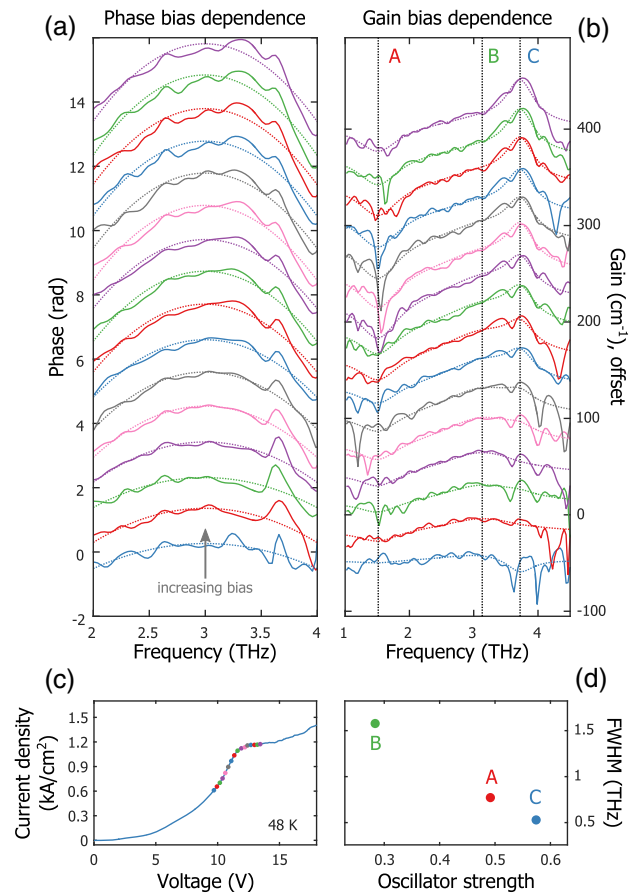 (a) Phase bias dependence
Gain bias dependence (b)
A
B
C
Phase (rad)
14
12
10
8
6
4
2
0
-2
increasing bias
2 2.5 3 3.5 4
Frequency (THz)
400
300
200
100
0
-100
Gain (cm⁻¹), offset
1 2 3 4
Frequency (THz)
(c)
Current density
(kA/cm²)
1.5
1.2
0.9
0.6
0.3
0
48 K
0 5 10 15
Voltage (V)
(d)
B
A
C
1.5
1
0.5
FWHM (THz)
0.3 0.4 0.5 0.6
Oscillator strength